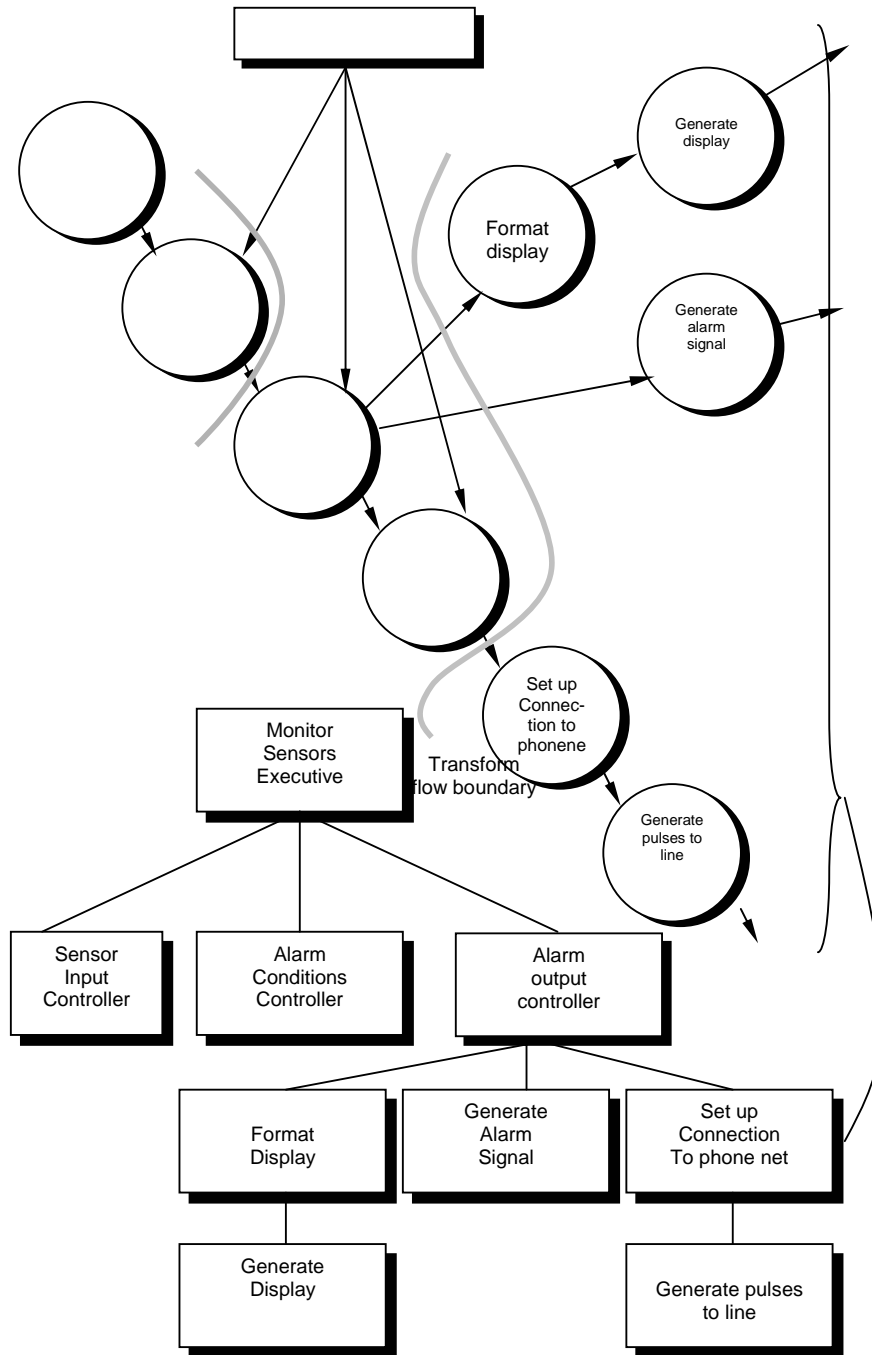 Generate
display
Format
display
Generate
alarm
signal
Set up
Connec-
tion to
phonene
Transform
flow boundary
Generate
pulses to
line
Monitor
Sensors
Executive
Sensor
Input
Controller
Alarm
Conditions
Controller
Alarm
output
controller
Format
Display
Generate
Alarm
Signal
Set up
Connection
To phone net
Generate
Display
Generate pulses
to line